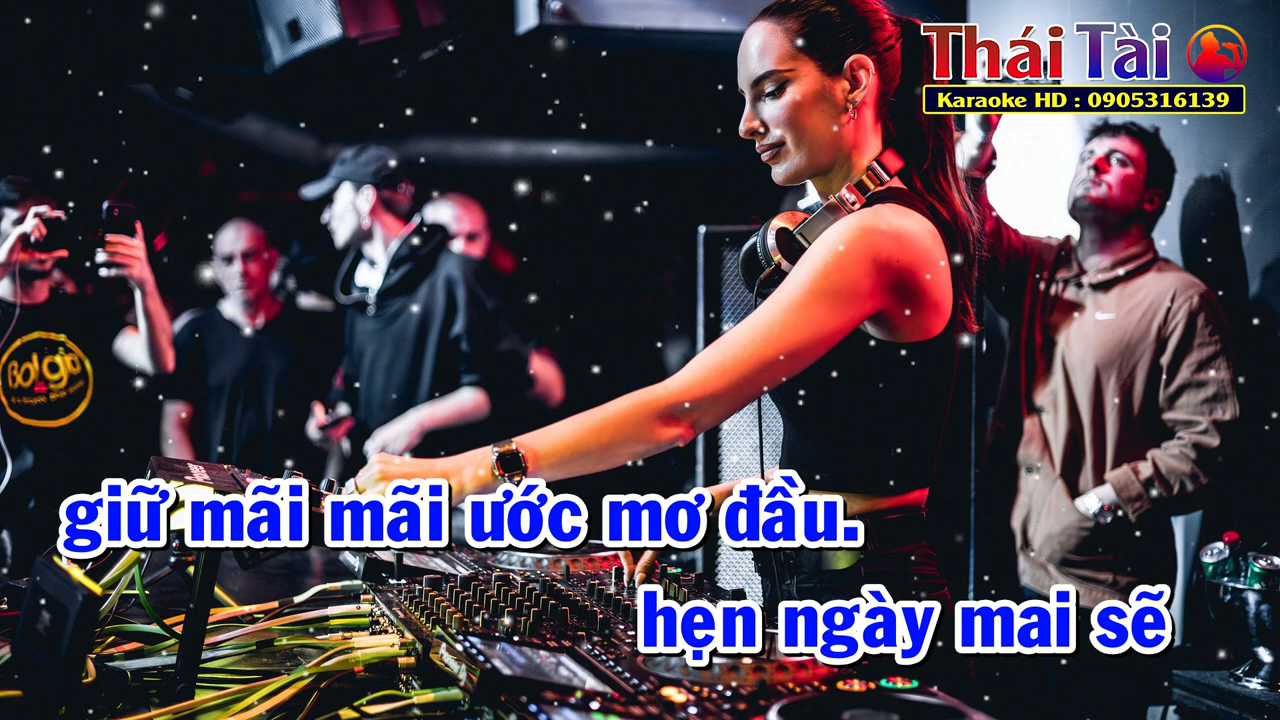 Thái Tài
Karaoke HD : 0905316139
giữ mãi mãi ước mơ đầu.
hẹn ngày mai sẽ